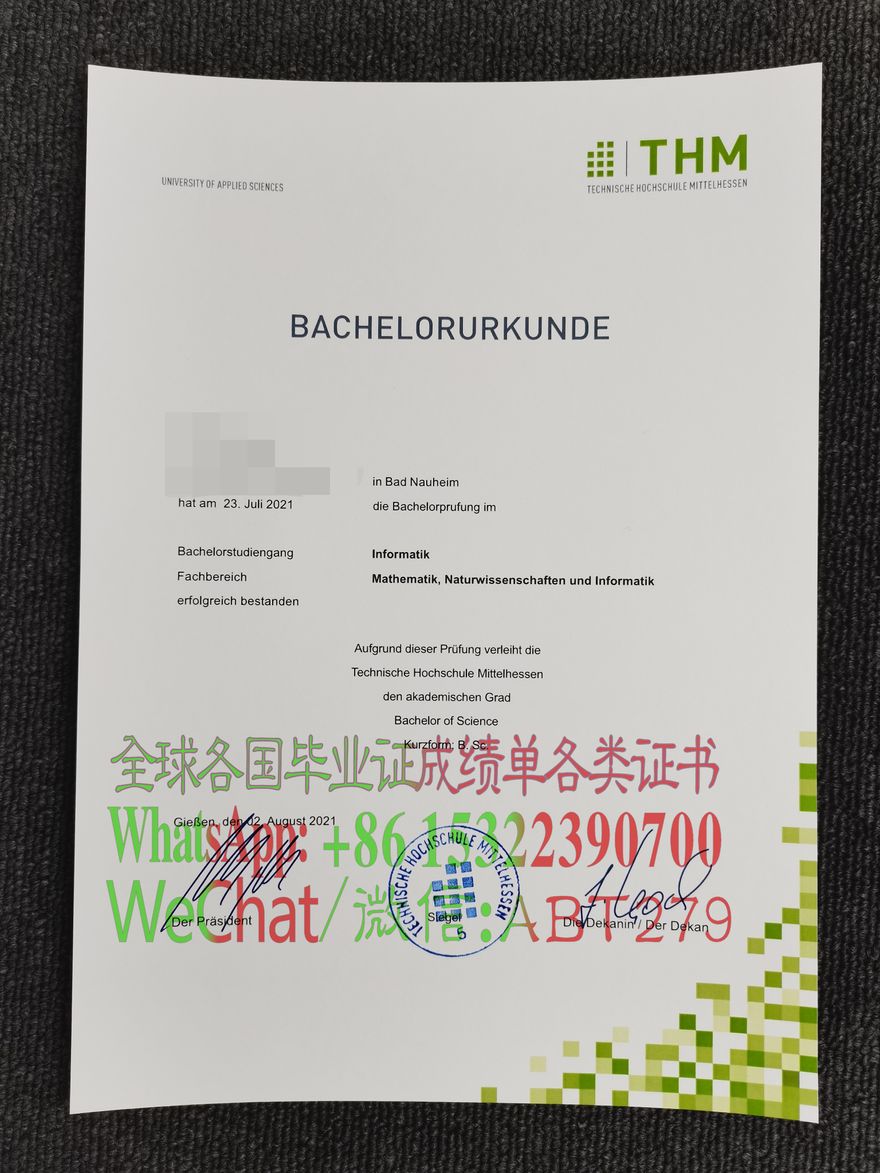 THM
UNIVERSITY OF APPLIED SCIENCES
TECHNISCHE HOCHSCHULE MITTELHESSEN
BACHELORURKUNDE
in Bad Nauheim
hat am 23. Juli 2021
die Bachelorprufung im
Bachelorstudiengang Informatik
Fachbereich Mathematik, Naturwissenschaften und Informatik
erfolgreich bestanden
Aufgrund dieser Prüfung verleiht die
Technische Hochschule Mittelhessen
den akademischen Grad
Bachelor of Science
Kurzform: B. Sc.
全球各国毕业证成绩单各类证书
Gießen, den 02. August 2021
WhatsApp: +86 15322390700
TECHNISCHE HOCHSCHULE MITTELHESSEN
WeChat/微信:ABT279
Der Präsident
Siegel
Die Dekanin / Der Dekan
5